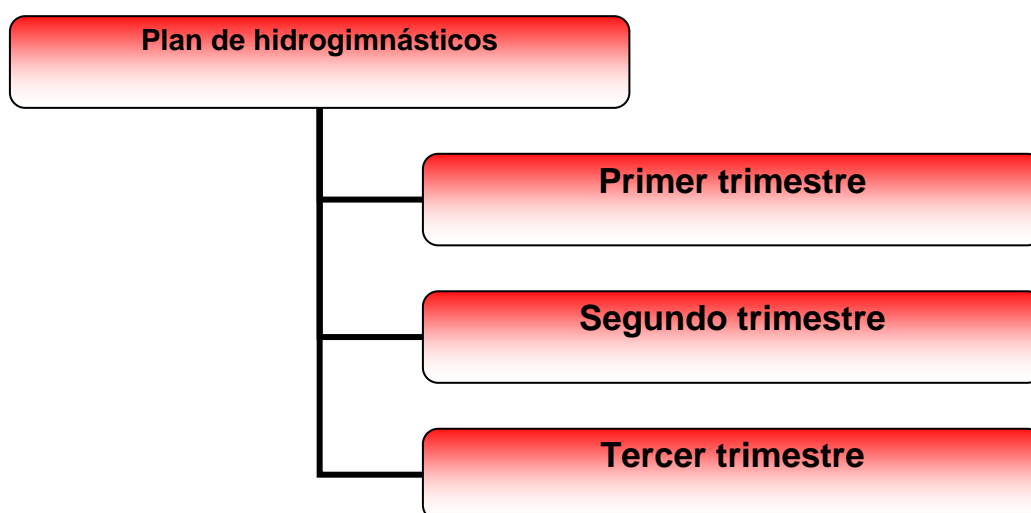 Plan de hidrogimnásticos
Primer trimestre
Segundo trimestre
Tercer trimestre